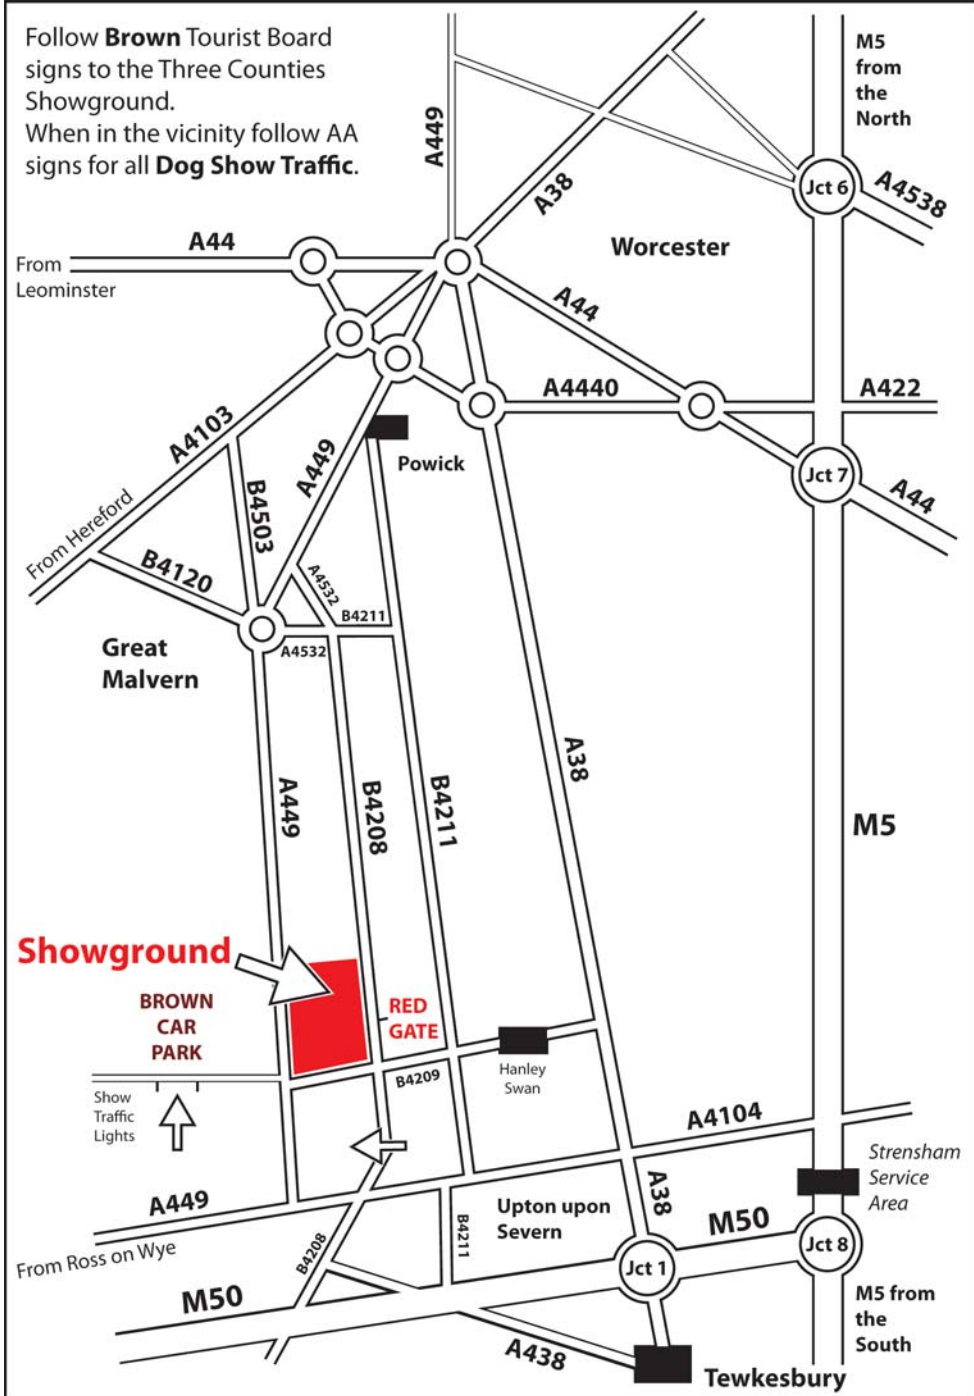 Follow Brown Tourist Board
signs to the Three Counties
Showground.
When in the vicinity follow AA
signs for all Dog Show Traffic.
M5
from
the
North
A449
A38
Jct 6
A4538
A44
Worcester
From
Leominster
A44
A4440
A422
A4103
A449
Powick
Jct 7
A44
B4503
From Hereford
B4120
A4532
B4211
Great
Malvern
A4532
A38
A449
B4208
B4211
M5
Showground
BROWN
CAR
PARK
RED
GATE
Hanley
Swan
B4209
Show
Traffic
Lights
A4104
Strensham
Service
Area
A449
A38
Upton upon
Severn
M50
B4211
Jct 8
From Ross on Wye
B4208
Jct 1
M50
M5 from
the
South
A438
Tewkesbury